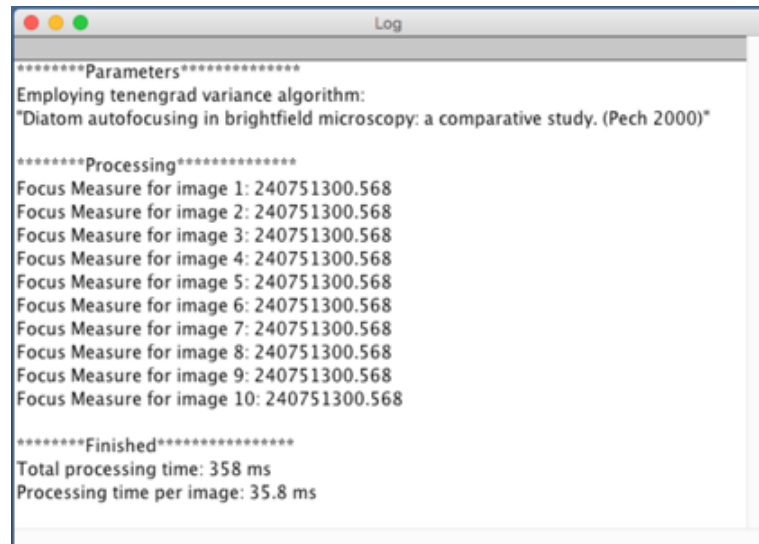 Log
********Parameters**************
Employing tenengrad variance algorithm:
"Diatom autofocusing in brightfield microscopy: a comparative study. (Pech 2000)"
********Processing**************
Focus Measure for image 1: 240751300.568
Focus Measure for image 2: 240751300.568
Focus Measure for image 3: 240751300.568
Focus Measure for image 4: 240751300.568
Focus Measure for image 5: 240751300.568
Focus Measure for image 6: 240751300.568
Focus Measure for image 7: 240751300.568
Focus Measure for image 8: 240751300.568
Focus Measure for image 9: 240751300.568
Focus Measure for image 10: 240751300.568
********Finished****************
Total processing time: 358 ms
Processing time per image: 35.8 ms